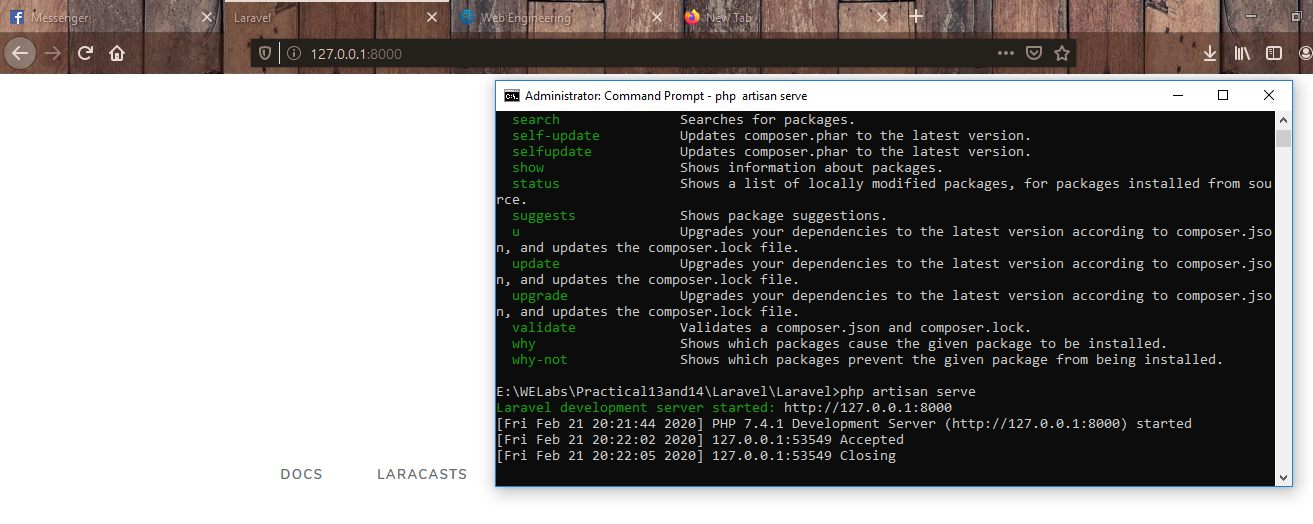 Messenger
Laravel
Web Engineering
New Tab
127.0.0.1:8000
Administrator: Command Prompt - php  artisan serve
search Searches for packages.
self-update Updates composer.phar to the latest version.
selfupdate Updates composer.phar to the latest version.
show Shows information about packages.
status Shows a list of locally modified packages, for packages installed from sou
rce.
suggests Shows package suggestions.
u Upgrades your dependencies to the latest version according to composer.jso
n, and updates the composer.lock file.
update Upgrades your dependencies to the latest version according to composer.jso
n, and updates the composer.lock file.
upgrade Upgrades your dependencies to the latest version according to composer.jso
n, and updates the composer.lock file.
validate Validates a composer.json and composer.lock.
why Shows which packages cause the given package to be installed.
why-not Shows which packages prevent the given package from being installed.
E:\WELabs\Practical13and14\Laravel\Laravel>php artisan serve
Laravel development server started: http://127.0.0.1:8000
[Fri Feb 21 20:21:44 2020] PHP 7.4.1 Development Server (http://127.0.0.1:8000) started
[Fri Feb 21 20:22:02 2020] 127.0.0.1:53549 Accepted
[Fri Feb 21 20:22:05 2020] 127.0.0.1:53549 Closing
DOCS LARACASTS